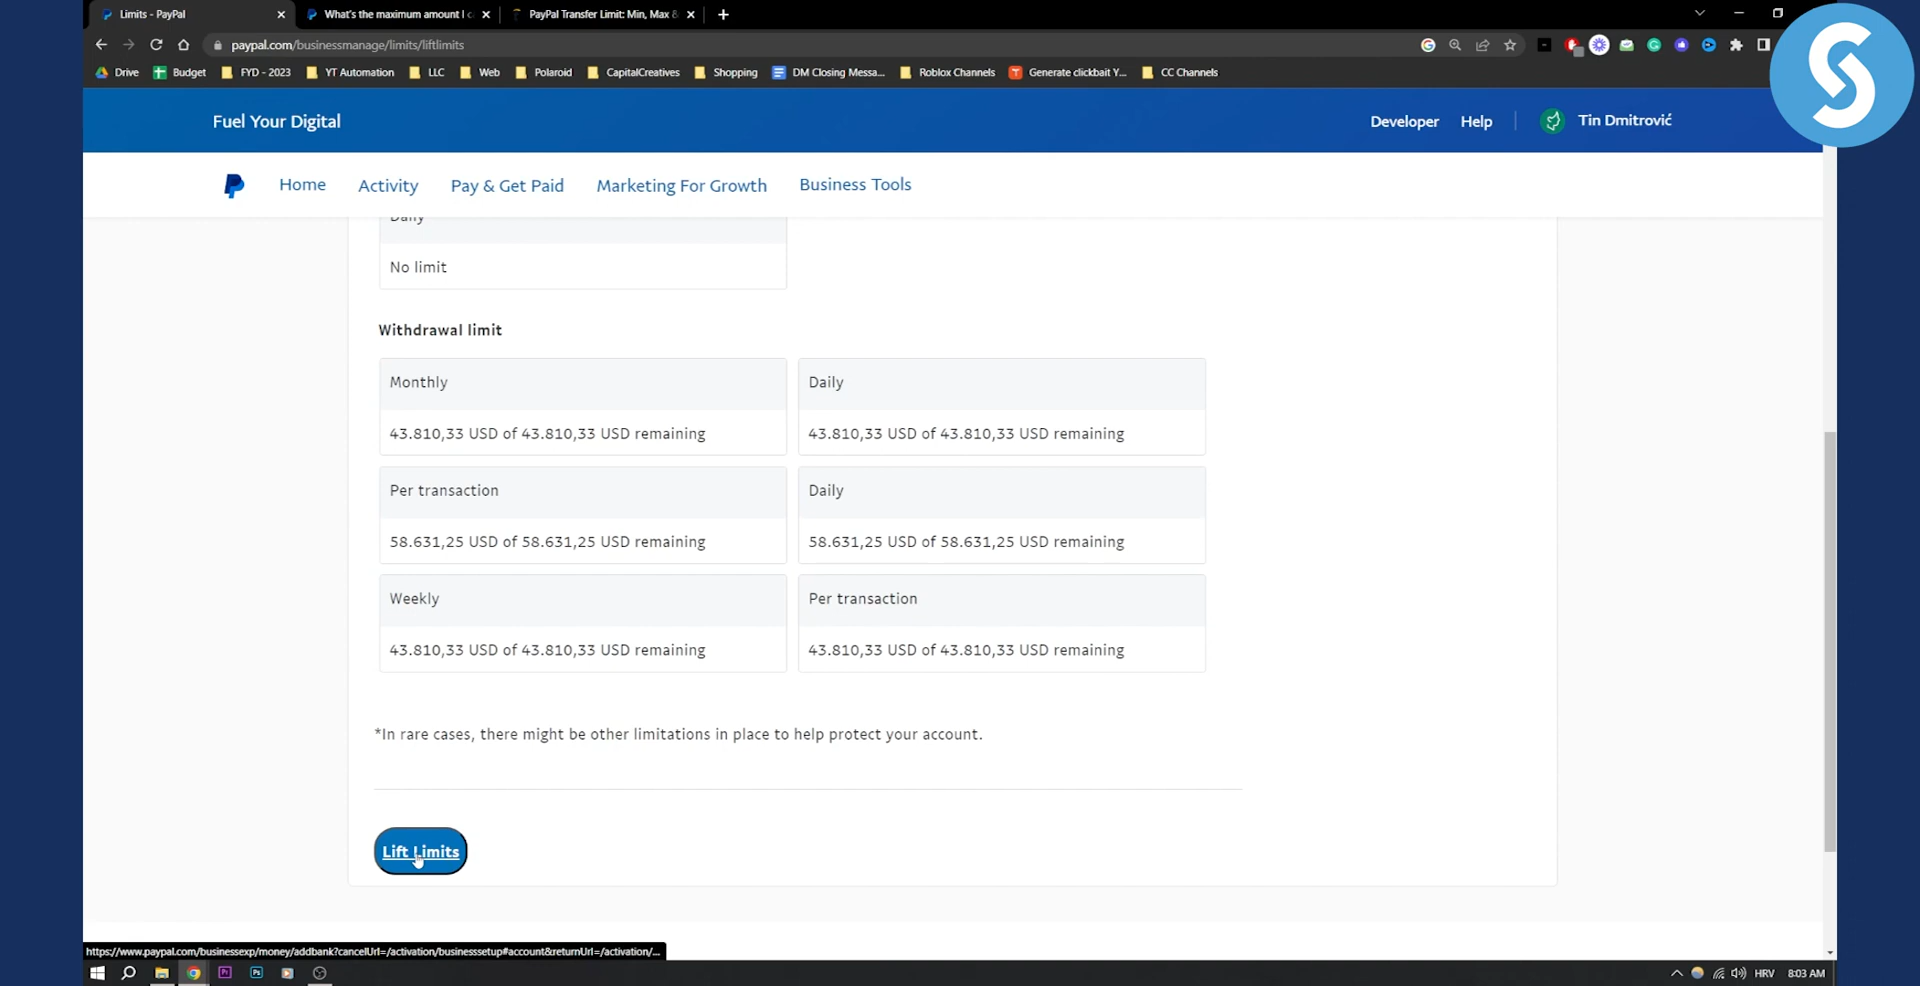 Limits - PayPal
What's the maximum amount I c
PayPal Transfer Limit: Min, Max &
paypal.com/businessmanage/limits/liftlimits
Drive
Budget
FYD - 2023
YT Automation
LLC
Web
Polaroid
CapitalCreatives
Shopping
DM Closing Messa...
Roblox Channels
Generate clickbait Y...
CC Channels
Fuel Your Digital
Developer
Help
Tin Dmitrović
Home
Activity
Pay & Get Paid
Marketing For Growth
Business Tools
Daily
No limit
Withdrawal limit
Monthly
Daily
43.810,33 USD of 43.810,33 USD remaining
43.810,33 USD of 43.810,33 USD remaining
Per transaction
Daily
58.631,25 USD of 58.631,25 USD remaining
58.631,25 USD of 58.631,25 USD remaining
Weekly
Per transaction
43.810,33 USD of 43.810,33 USD remaining
43.810,33 USD of 43.810,33 USD remaining
*In rare cases, there might be other limitations in place to help protect your account.
Lift Limits
https://www.paypal.com/businessexp/money/addbank?cancelUrl=/activation/businesssetup#account&returnUrl=/activation/...
HRV
8:03 AM